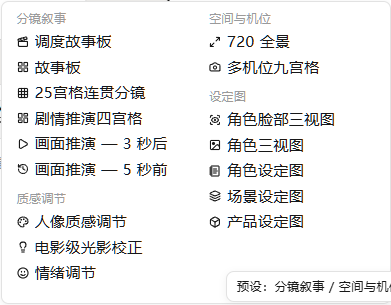 分镜叙事
调度故事板
故事板
25宫格连贯分镜
剧情推演四宫格
画面推演 — 3 秒后
画面推演 — 5 秒前
质感调节
人像质感调节
电影级光影校正
情绪调节
空间与机位
720 全景
多机位九宫格
设定图
角色脸部三视图
角色三视图
角色设定图
场景设定图
产品设定图
预设：分镜叙事 / 空间与机位